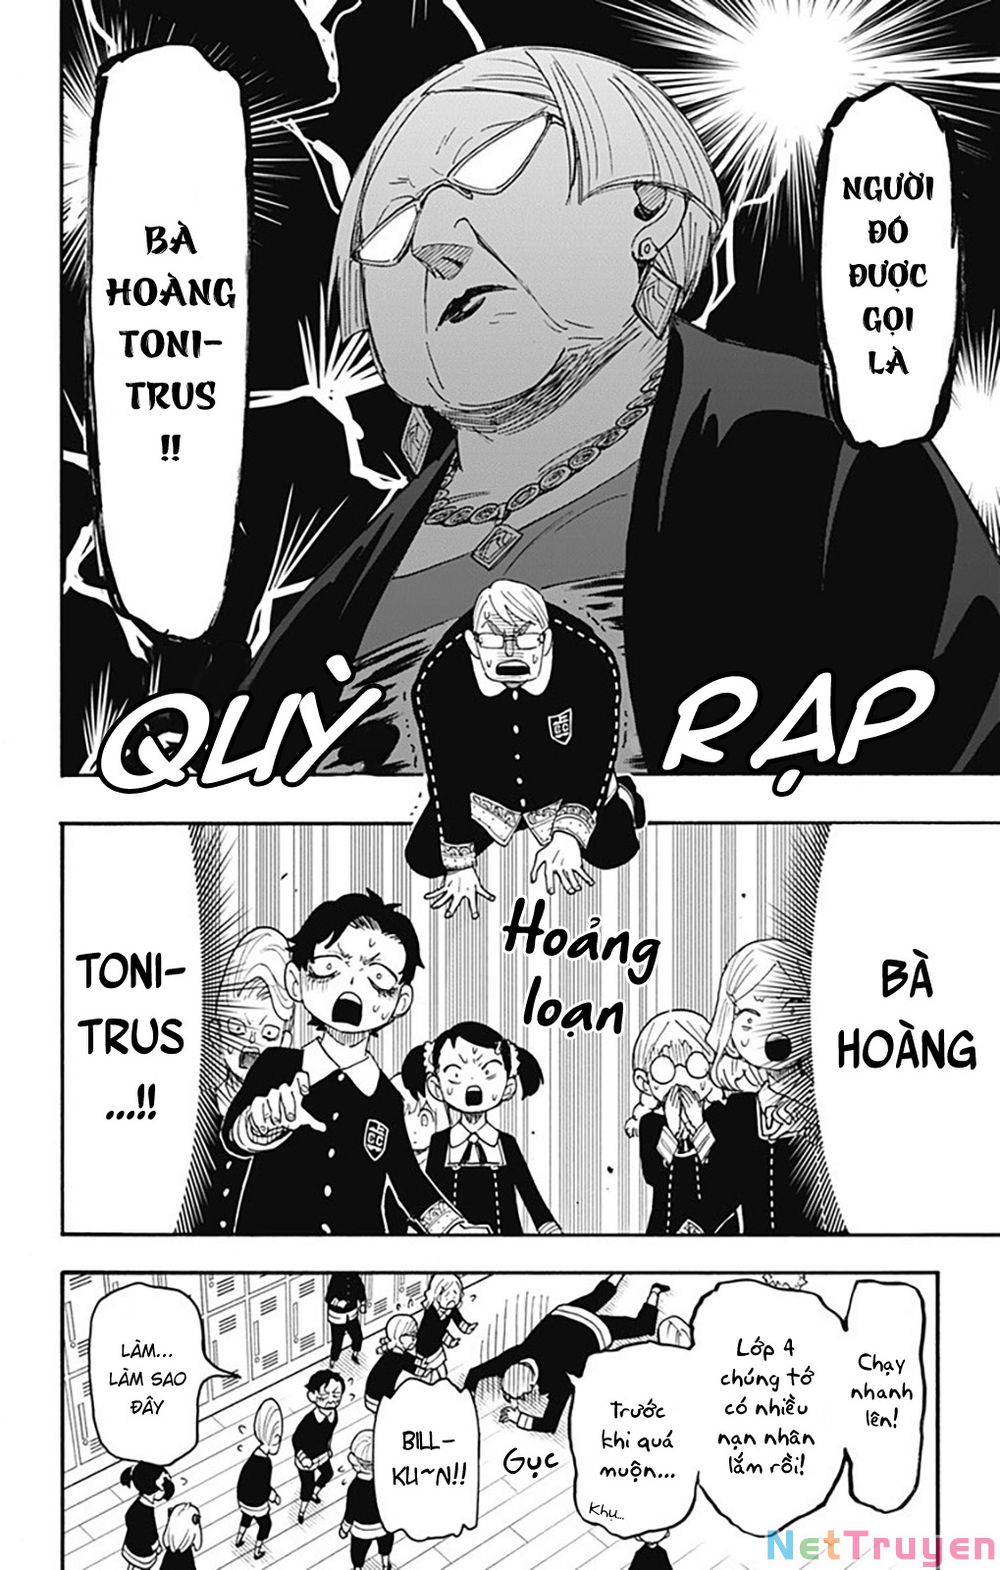 NGƯỜI
ĐÓ
ĐƯỢC
GỌI
LÀ
BÀ
HOÀNG
TONI-
TRUS
!!
QUỲ RẠP
BÀ
HOÀNG
Hoảng
loạn
TONI-
TRUS
...!!
Chạy
nhanh
lên!
Lớp 4
chúng tớ
có nhiều
nạn nhân
lắm rồi!
Trước
khi quá
muộn...
Khụ...
Gục
BILL-
KU~N!!
LÀM...
LÀM SAO
ĐÂY
NetTruyen